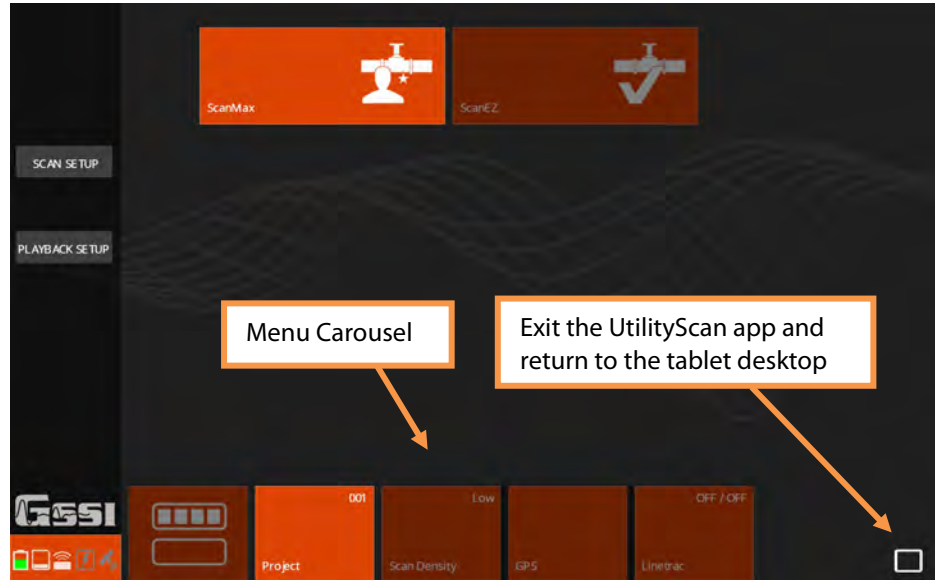 ScanMax
ScanEZ
SCAN SETUP
PLAYBACK SETUP
Menu Carousel
Exit the UtilityScan app and
return to the tablet desktop
GSSI
001
Project
Low
Scan Density
GPS
OFF / OFF
Linetrac